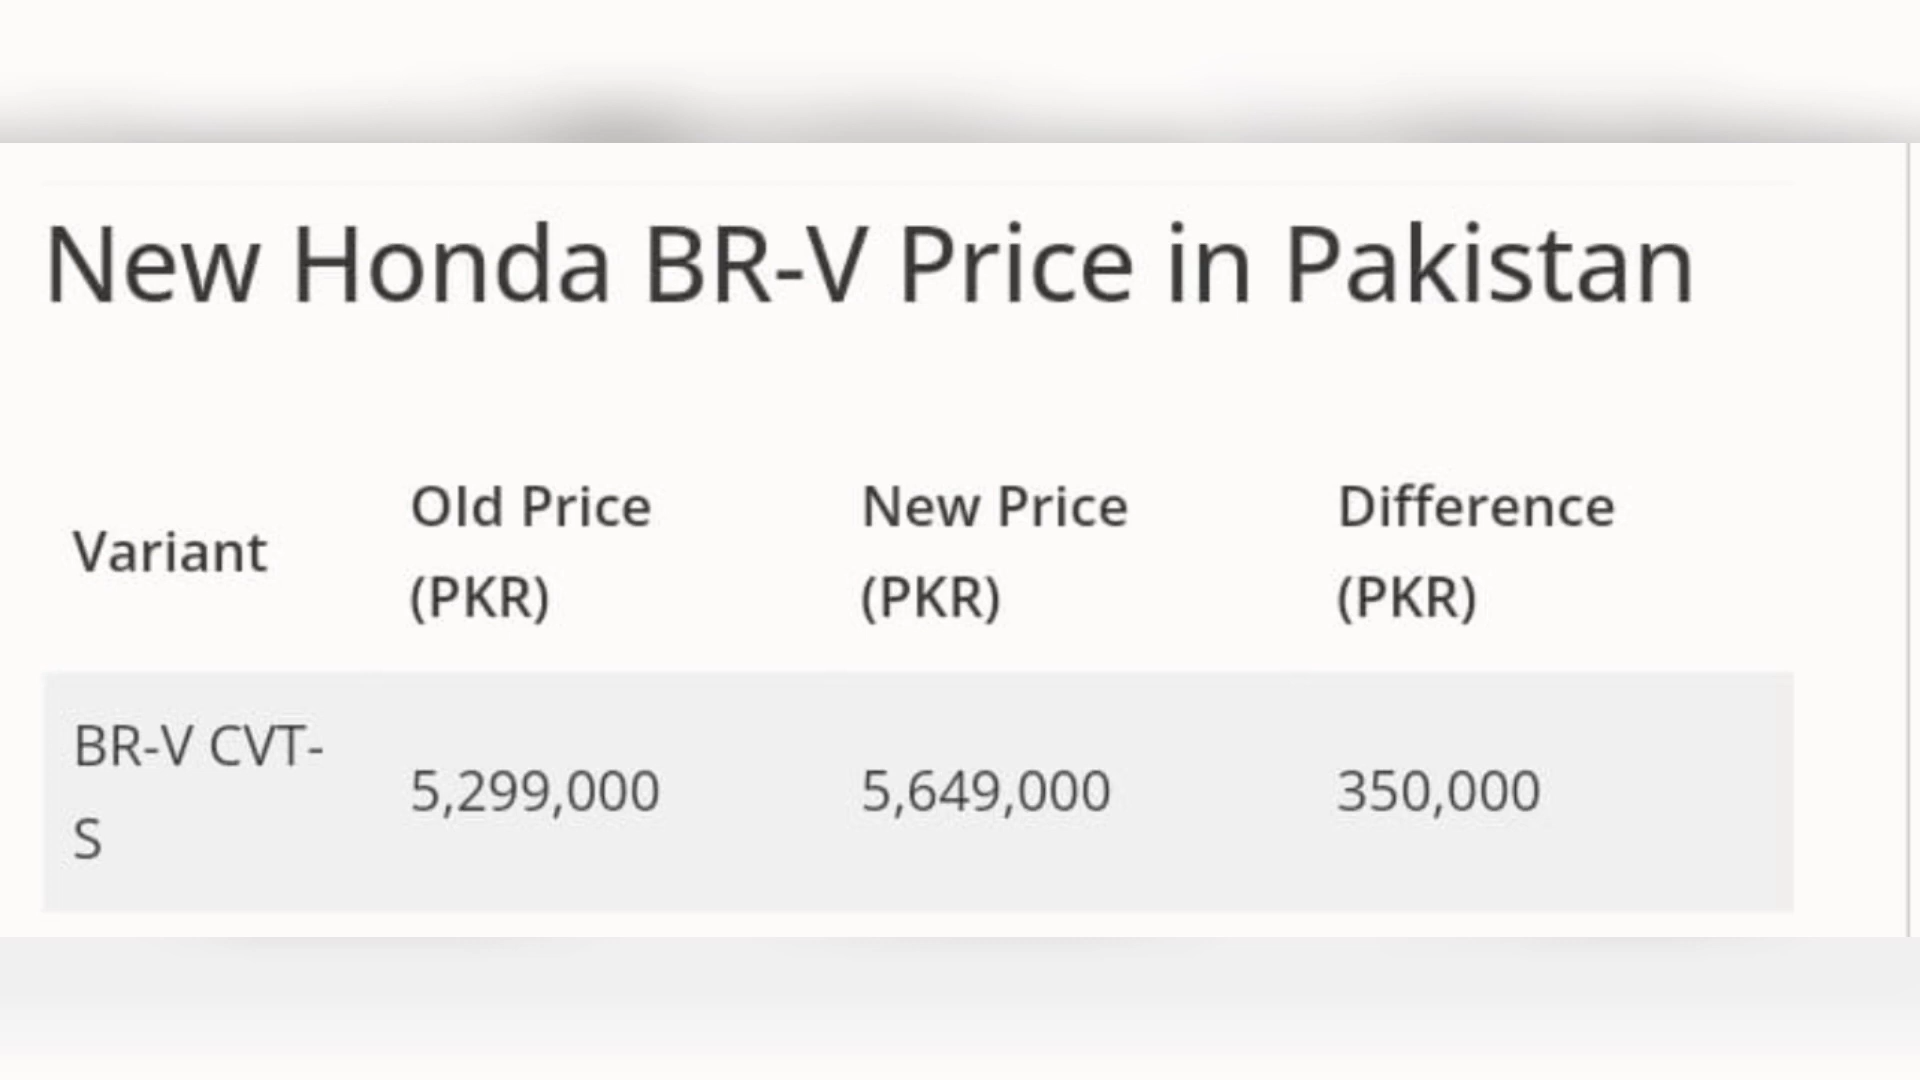 New Honda BR-V Price in Pakistan
Variant
Old Price
(PKR)
New Price
(PKR)
Difference
(PKR)
BR-V CVT-
S
5,299,000
5,649,000
350,000